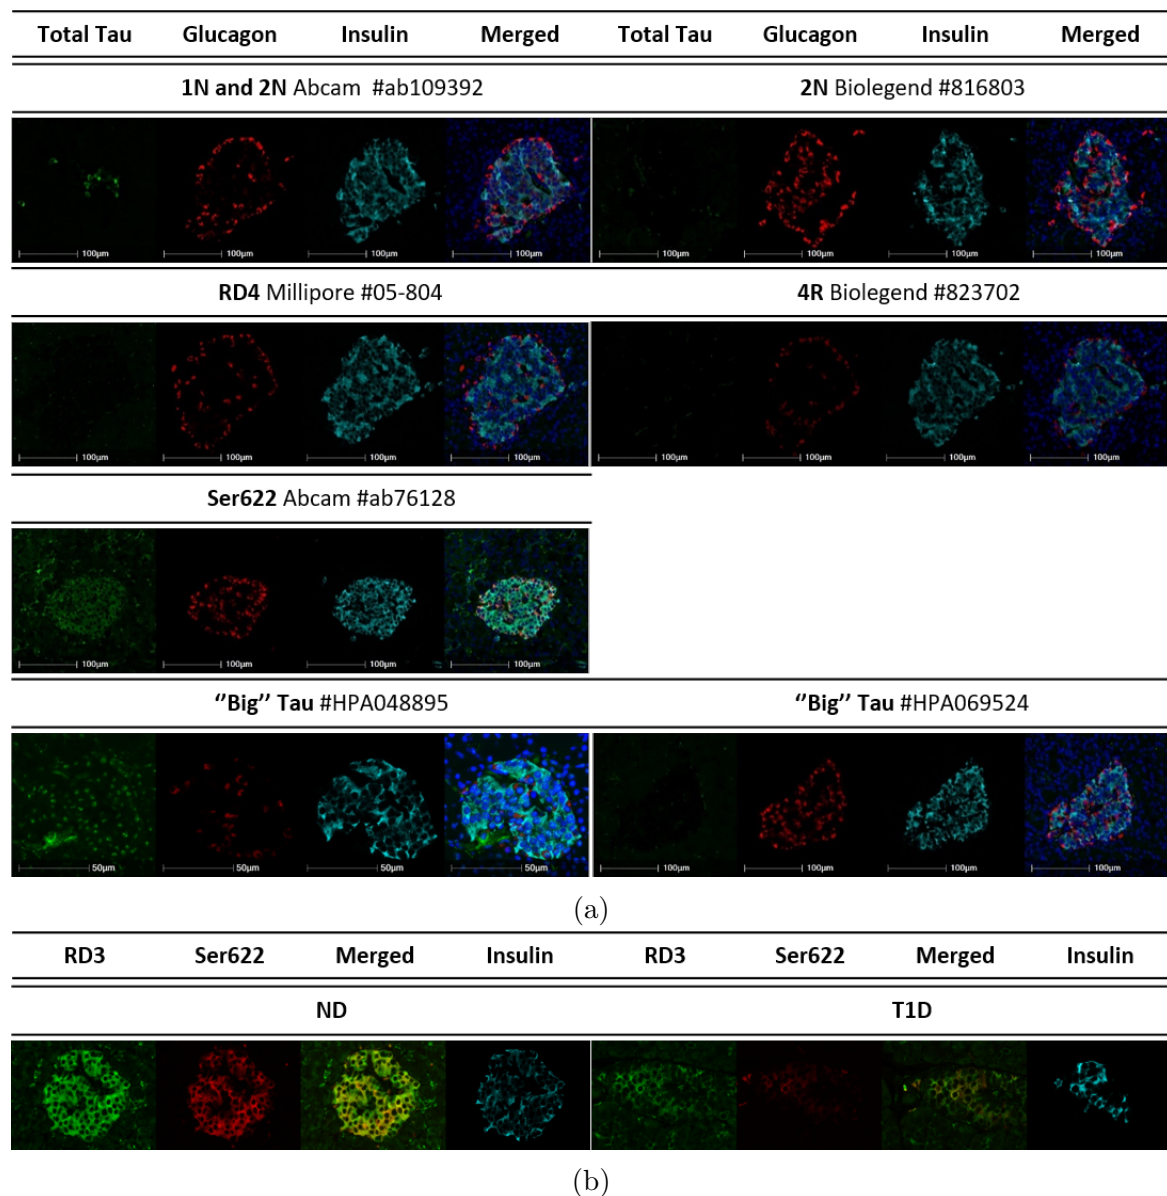 Total Tau Glucagon Insulin Merged Total Tau Glucagon Insulin Merged
1N and 2N Abcam #ab109392 2N Biolegend #816803
100µm 100µm 100µm 100µm 100µm 100µm 100µm 100µm
RD4 Millipore #05-804 4R Biolegend #823702
100µm 100µm 100µm 100µm 100µm 100µm 100µm 100µm
Ser622 Abcam #ab76128
100µm 100µm 100µm 100µm
‘’Big’’ Tau #HPA048895 ‘’Big’’ Tau #HPA069524
50µm 50µm 50µm 50µm 100µm 100µm 100µm 100µm
(a)
RD3 Ser622 Merged Insulin RD3 Ser622 Merged Insulin
ND T1D
(b)